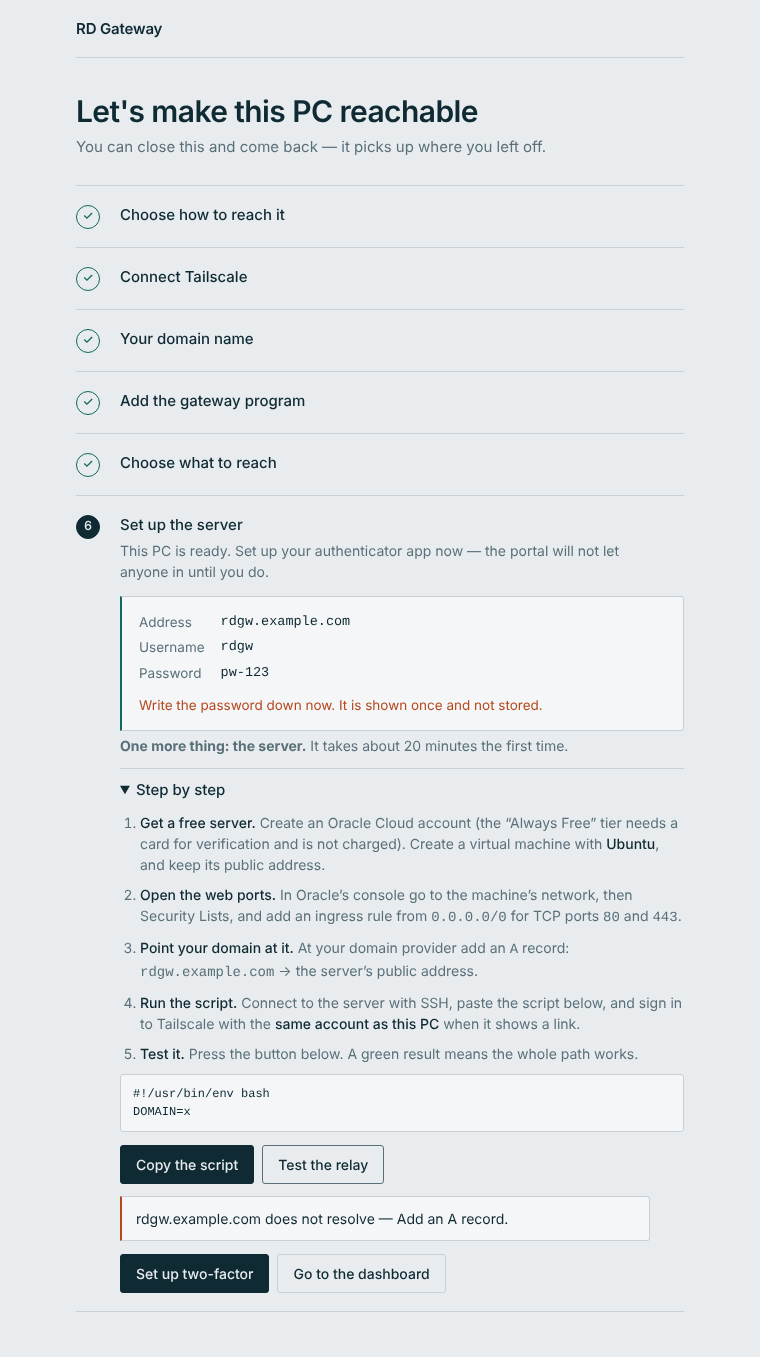 RD Gateway
Let's make this PC reachable
You can close this and come back — it picks up where you left off.
Choose how to reach it
Connect Tailscale
Your domain name
Add the gateway program
Choose what to reach
6 Set up the server
This PC is ready. Set up your authenticator app now — the portal will not let
anyone in until you do.
Address rdgw.example.com
Username rdgw
Password pw-123
Write the password down now. It is shown once and not stored.
One more thing: the server. It takes about 20 minutes the first time.
▼ Step by step
1. Get a free server. Create an Oracle Cloud account (the “Always Free” tier needs a
card for verification and is not charged). Create a virtual machine with Ubuntu,
and keep its public address.
2. Open the web ports. In Oracle’s console go to the machine’s network, then
Security Lists, and add an ingress rule from 0.0.0.0/0 for TCP ports 80 and 443.
3. Point your domain at it. At your domain provider add an A record:
rdgw.example.com → the server’s public address.
4. Run the script. Connect to the server with SSH, paste the script below, and sign in
to Tailscale with the same account as this PC when it shows a link.
5. Test it. Press the button below. A green result means the whole path works.
#!/usr/bin/env bash
DOMAIN=x
Copy the script Test the relay
rdgw.example.com does not resolve — Add an A record.
Set up two-factor Go to the dashboard